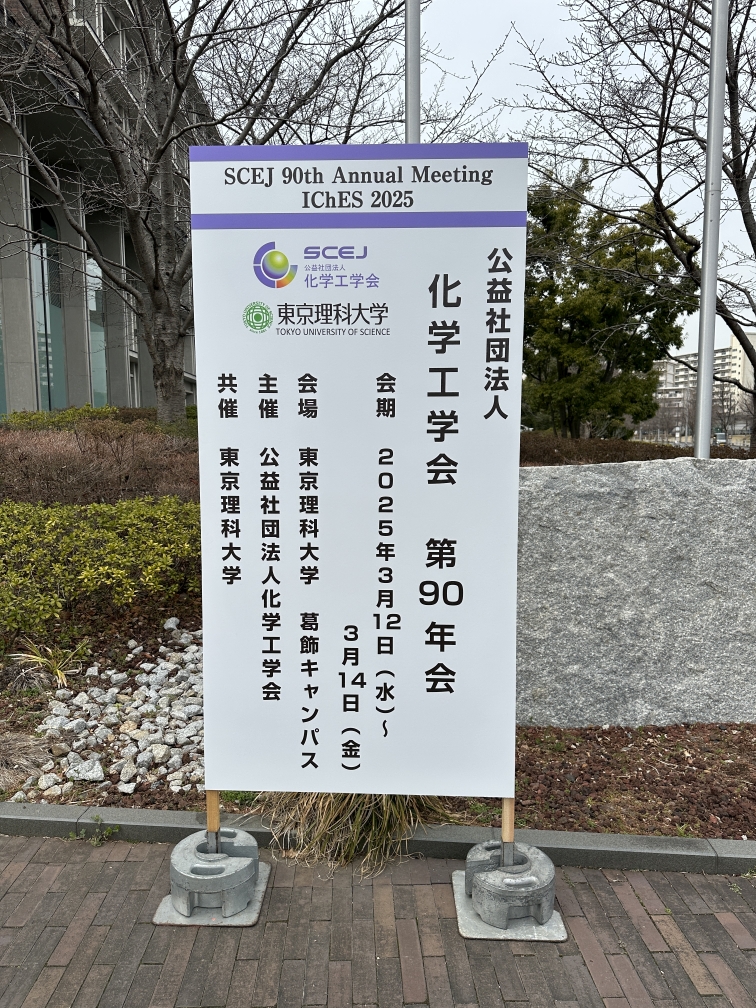 SCEJ 90th Annual Meeting
IChES 2025
SCEJ
公益社団法人
化学工学会
東京理科大学
TOKYO UNIVERSITY OF SCIENCE
公益社団法人
化学工学会 第90年会
会期 2025年3月12日(水)~
3月14日(金)
会場 東京理科大学 葛飾キャンパス
主催 公益社団法人化学工学会
共催 東京理科大学